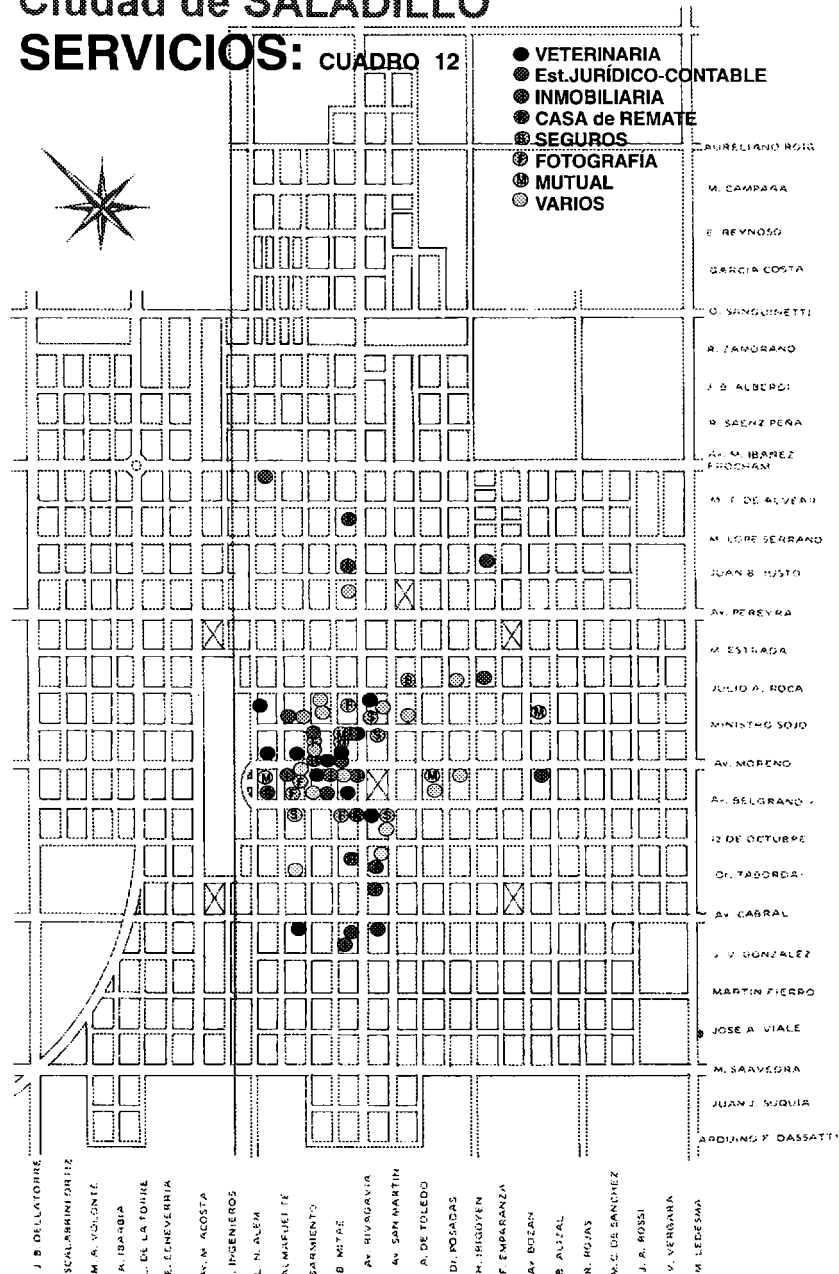 Ciudad de SALADILLO
SERVICIOS: CUADRO 12
VETERINARIA
Est.JURÍDICO-CONTABLE
INMOBILIARIA
CASA de REMATE
S SEGUROS
F FOTOGRAFÍA
M MUTUAL
VARIOS
AURELIANO ROIG
M. CAMPAÑA
E. REYNOSO
GARCIA COSTA
O. SANGUINETTI
A. ZAMORANO
J. B. ALBERDI
R. SAENZ PEÑA
Av. M. IBAÑEZ
FROCHAM
M. T. DE ALVEAR
M. LOPE SERRANO
JUAN B. JUSTO
Av. PEREYRA
M. ESTRADA
JULIO A. ROCA
MINISTRO SOJO
Av. MORENO
Av. BELGRANO
12 DE OCTUBRE
Dr. TABORDA
Av. CABRAL
J. V. GONZALEZ
MARTIN FIERRO
JOSE A. VIALE
M. SAAVEDRA
JUAN J. SUQUIA
ARDUINO F. DASSATTI
J. B. DELLATORRE
SCALABRINI ORTIZ
M. A. VOLONTE
A. IBARBIA
L. DE LA TORRE
E. ECHEVERRIA
Av. M. ACOSTA
INGENIEROS
L. N. ALEM
ALMAFUERTE
SARMIENTO
B. MITRE
Av. RIVADAVIA
Av. SAN MARTIN
A. DE TOLEDO
Dr. POSADAS
H. IRIGOYEN
F. EMPARANZA
Av. BOZAN
B. AUZAL
R. ROJAS
M.C. DE SANCHEZ
J. A. ROSSI
V. VERGARA
M. LEDESMA